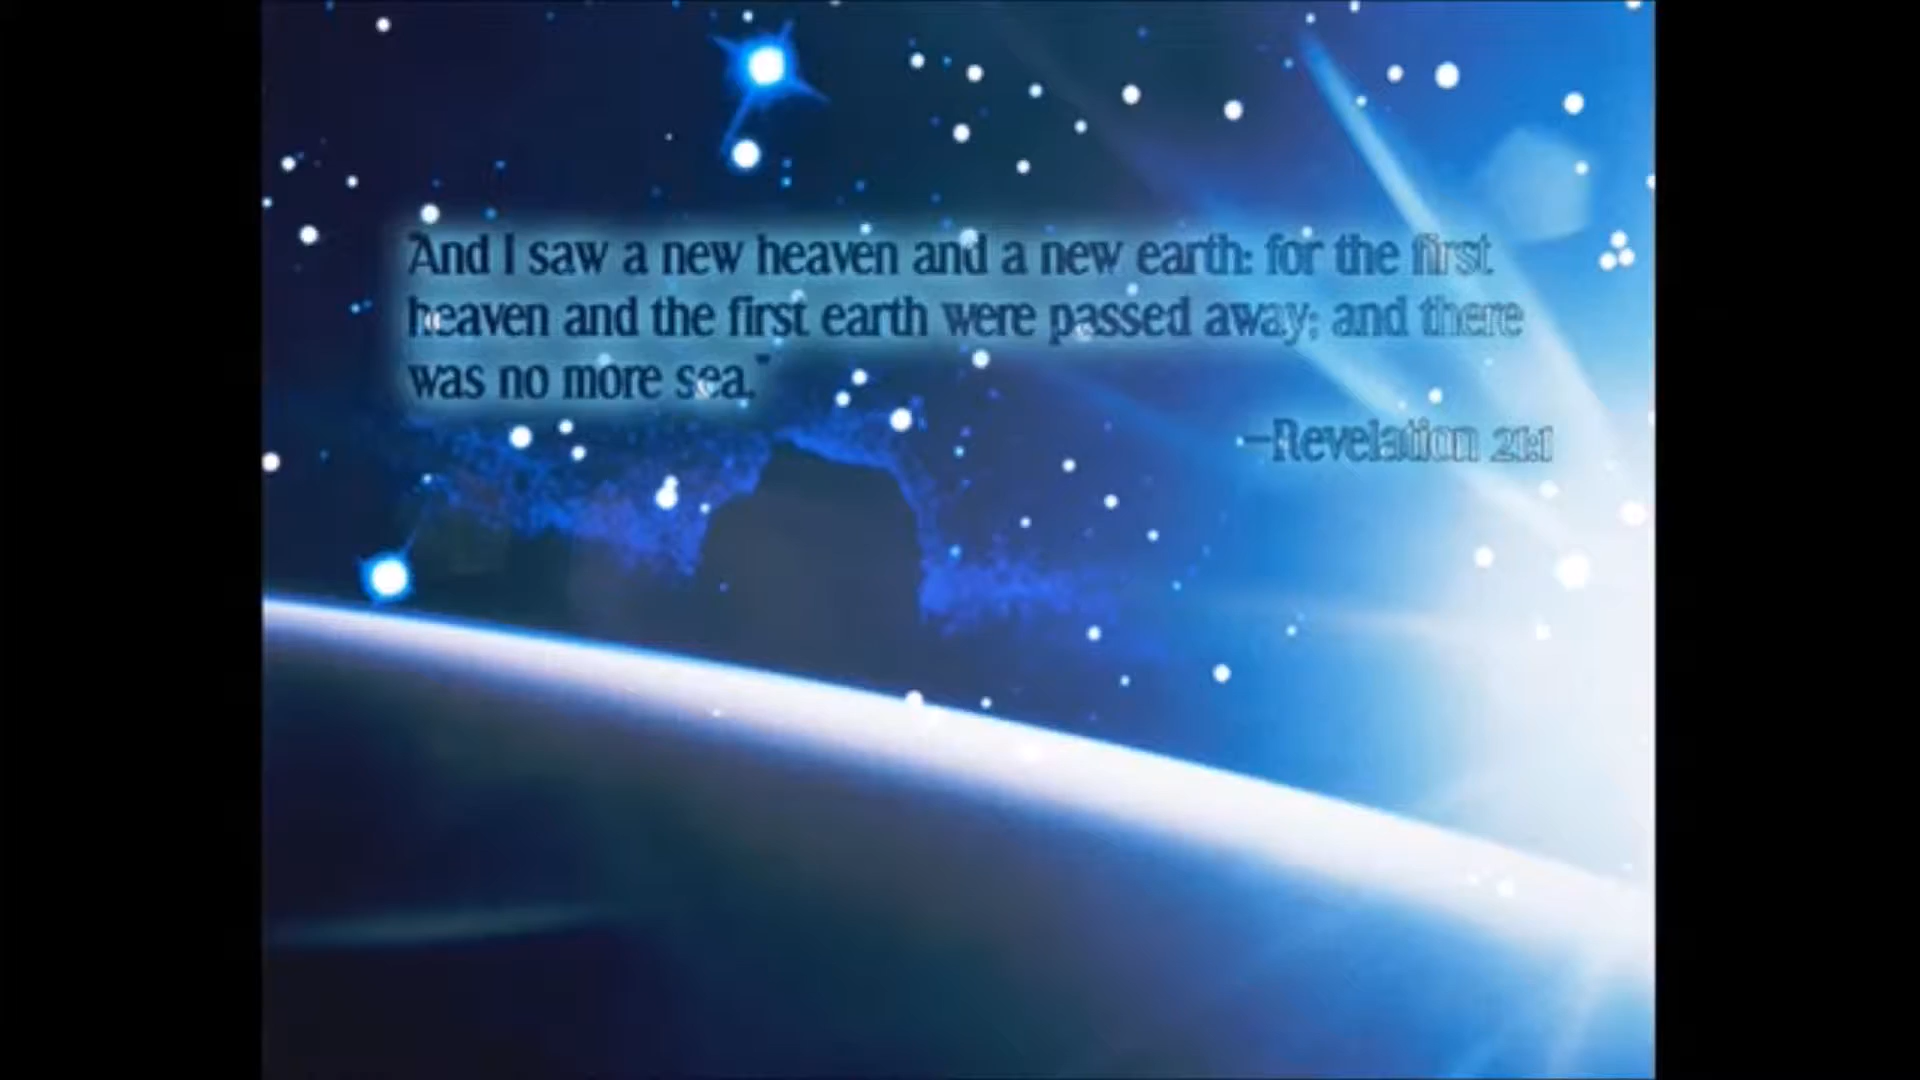 "And I saw a new heaven and a new earth: for the first
heaven and the first earth were passed away; and there
was no more sea."
—Revelation 21:1